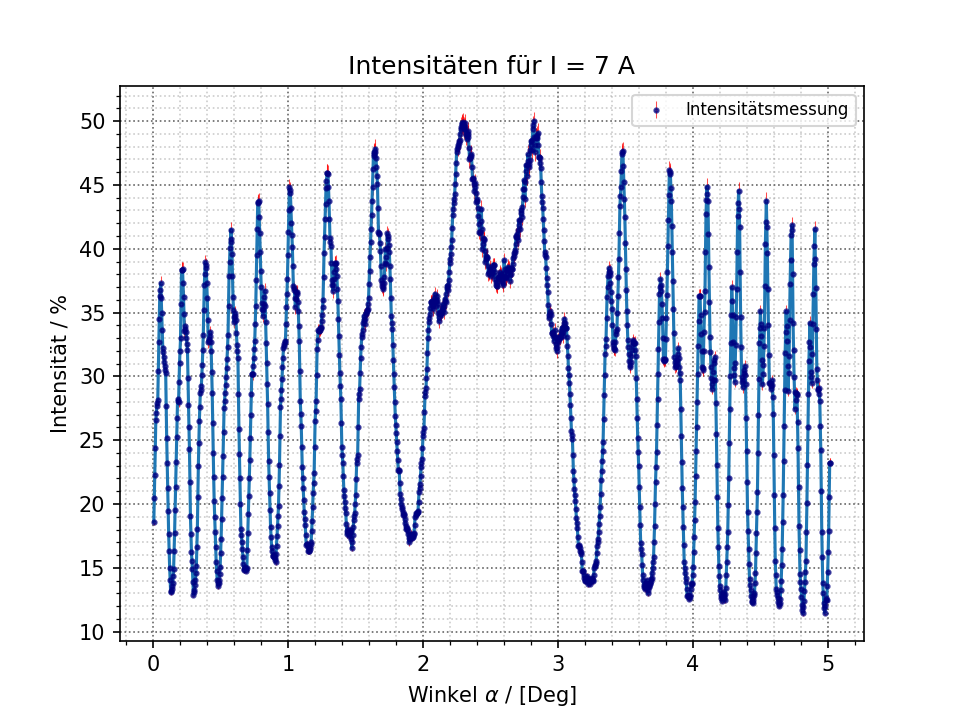 Intensitäten für I = 7 A
Intensitätsmessung
50
45
40
35
30
25
20
15
10
Intensität / %
0 1 2 3 4 5
Winkel α / [Deg]